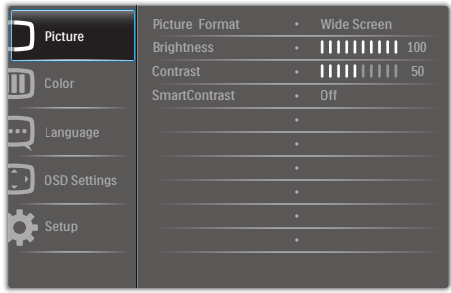 Picture
Color
Language
OSD Settings
Setup
Picture Format • Wide Screen
Brightness • 100
Contrast • 50
SmartContrast • Off
•
•
•
•
•
•